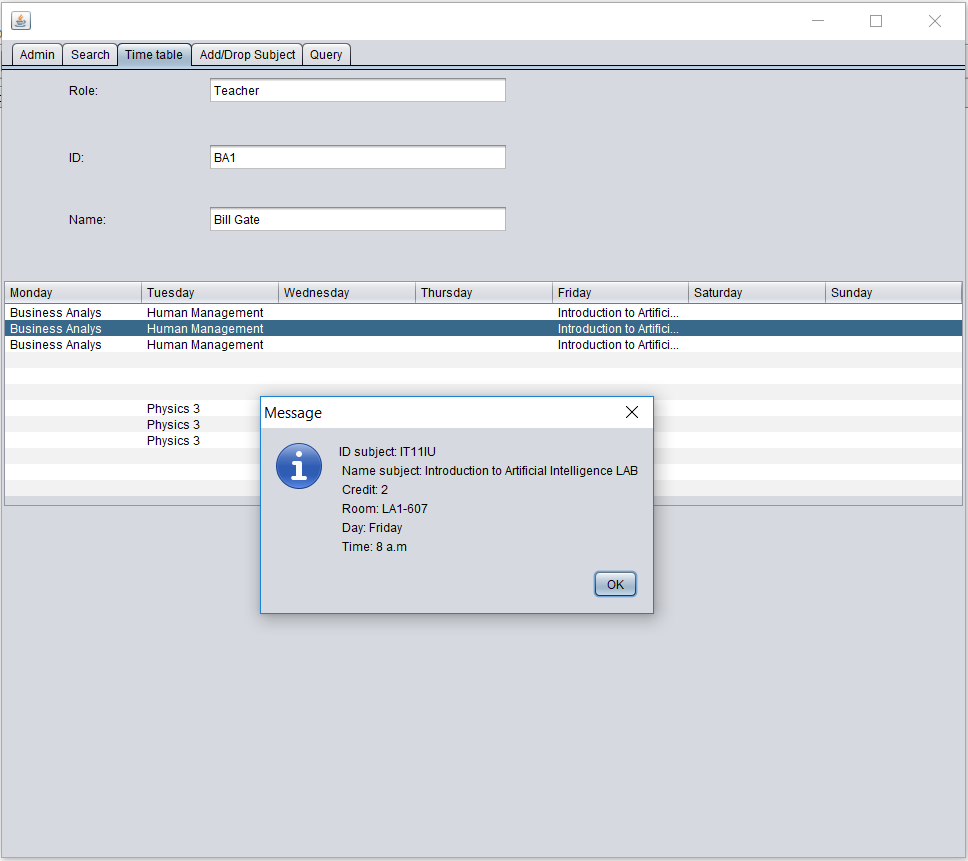 Admin Search Time table Add/Drop Subject Query
Role: Teacher
ID: BA1
Name: Bill Gate
Monday Tuesday Wednesday Thursday Friday Saturday Sunday
Business Analys Human Management Introduction to Artifici...
Business Analys Human Management Introduction to Artifici...
Business Analys Human Management Introduction to Artifici...
Physics 3
Physics 3
Physics 3
Message
ID subject: IT11IU
Name subject: Introduction to Artificial Intelligence LAB
Credit: 2
Room: LA1-607
Day: Friday
Time: 8 a.m
OK